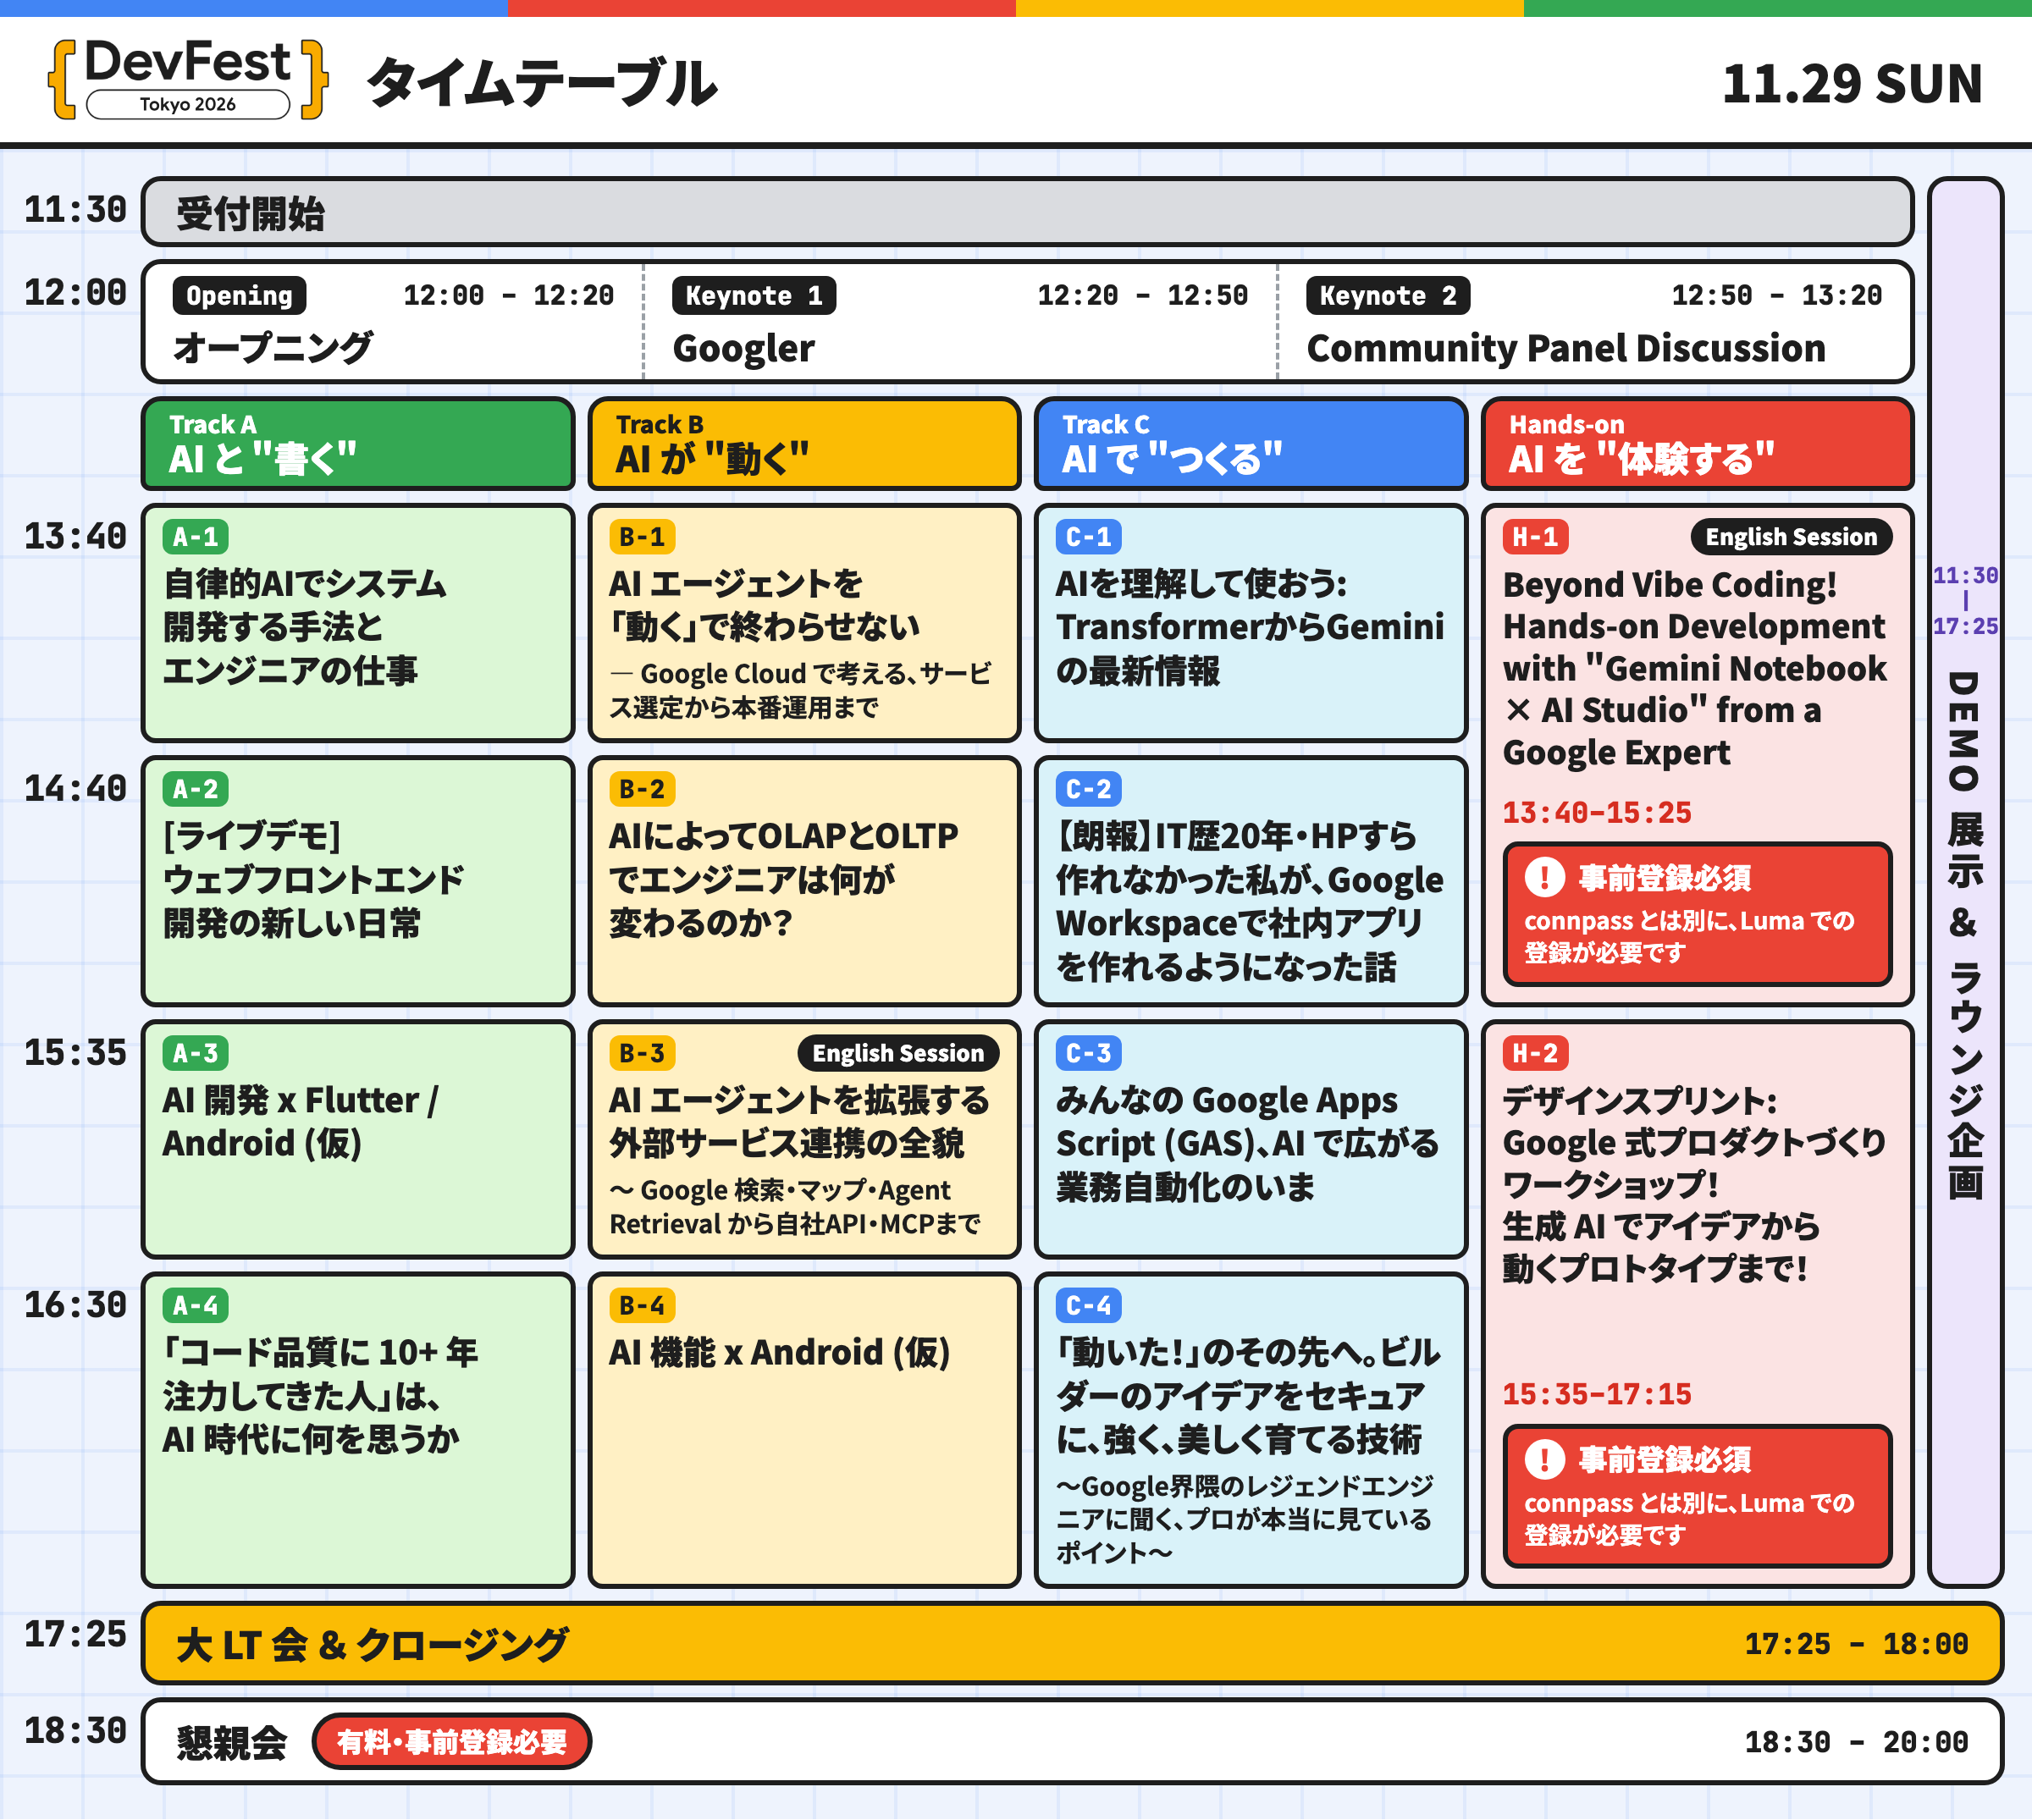 DevFest
Tokyo 2026
タイムテーブル
11.29 SUN
11:30
受付開始
12:00
Opening
12:00 - 12:20
オープニング
Keynote 1
12:20 - 12:50
Googler
Keynote 2
12:50 - 13:20
Community Panel Discussion
Track A
AI と "書く"
Track B
AI が "動く"
Track C
AI で "つくる"
Hands-on
AI を "体験する"
13:40
A-1
自律的AIでシステム
開発する手法と
エンジニアの仕事
B-1
AI エージェントを
「動く」で終わらせない
— Google Cloud で考える、サービ
ス選定から本番運用まで
C-1
AIを理解して使おう:
TransformerからGemini
の最新情報
H-1
English Session
Beyond Vibe Coding!
Hands-on Development
with "Gemini Notebook
× AI Studio" from a
Google Expert
13:40-15:25
! 事前登録必須
connpass とは別に、Luma での
登録が必要です
14:40
A-2
[ライブデモ]
ウェブフロントエンド
開発の新しい日常
B-2
AIによってOLAPとOLTP
でエンジニアは何が
変わるのか？
C-2
【朗報】IT歴20年・HPすら
作れなかった私が、Google
Workspaceで社内アプリ
を作れるようになった話
15:35
A-3
AI 開発 x Flutter /
Android (仮)
B-3
English Session
AI エージェントを拡張する
外部サービス連携の全貌
〜 Google 検索・マップ・Agent
Retrieval から自社API・MCPまで
C-3
みんなの Google Apps
Script (GAS)、AI で広がる
業務自動化のいま
H-2
デザインスプリント:
Google 式プロダクトづくり
ワークショップ！
生成 AI でアイデアから
動くプロトタイプまで！
15:35-17:15
! 事前登録必須
connpass とは別に、Luma での
登録が必要です
16:30
A-4
「コード品質に 10+ 年
注力してきた人」は、
AI 時代に何を思うか
B-4
AI 機能 x Android (仮)
C-4
「動いた！」のその先へ。ビル
ダーのアイデアをセキュア
に、強く、美しく育てる技術
〜Google界隈のレジェンドエンジ
ニアに聞く、プロが本当に見ている
ポイント〜
11:30
|
17:25
DEMO 展示 & ラウンジ企画
17:25
大 LT 会 & クロージング
17:25 - 18:00
18:30
懇親会
有料・事前登録必要
18:30 - 20:00